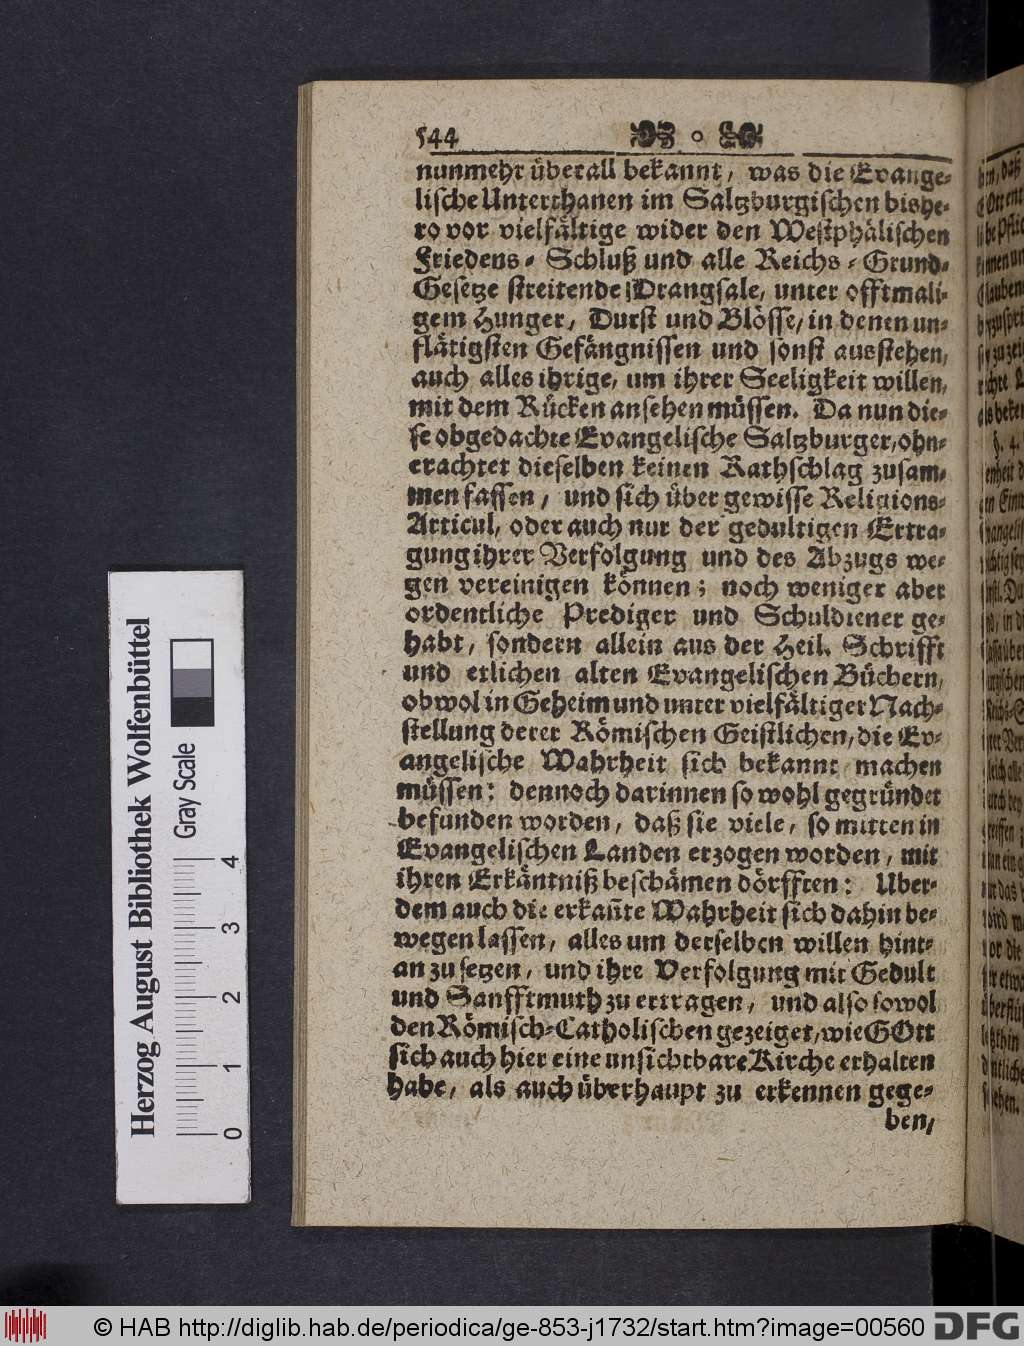 544
nunmehr überall bekannt, was die Evange-
lische Unterthanen im Saltzburgischen bishe-
ro vor vielfältige wider den Westphälischen
Friedens-Schluß und alle Reichs-Grund-
Gesetze streitende Drangsale, unter offtmali-
gem Hunger, Durst und Blösse, in denen un-
flätigsten Gefängnissen und sonst ausstehen,
auch alles ihrige, um ihrer Seeligkeit willen,
mit dem Rücken ansehen müssen. Da nun die-
se obgedachte Evangelische Saltzburger, ohn-
erachtet dieselben keinen Rathschlag zusam-
men fassen, und sich über gewisse Religions-
Articul, oder auch nur der gedultigen Ertra-
gung ihrer Verfolgung und des Abzugs we-
gen vereinigen können; noch weniger aber
ordentliche Prediger und Schuldiener ge-
habt, sondern allein aus der Heil. Schrifft
und etlichen alten Evangelischen Büchern,
obwol in Geheim und unter vielfältiger Nach-
stellung derer Römischen Geistlichen, die Ev-
angelische Wahrheit sich bekannt machen
müssen: dennoch darinnen so wohl gegründet
befunden worden, daß sie viele, so mitten in
Evangelischen Landen erzogen worden, mit
ihren Erkäntniß beschämen dörfften: Uber-
dem auch die erkañte Wahrheit sich dahin be-
wegen lassen, alles um derselben willen hint-
an zu setzen, und ihre Verfolgung mit Gedult
und Sanfftmuth zu ertragen, und also sowol
den Römisch-Catholischen gezeiget, wie GOtt
sich auch hier eine unsichtbare Kirche erhalten
habe, als auch überhaupt zu erkennen gege-
ben,
Herzog August Bibliothek Wolfenbüttel
Gray Scale
0 1 2 3 4
© HAB http://diglib.hab.de/periodica/ge-853-j1732/start.htm?image=00560
DFG